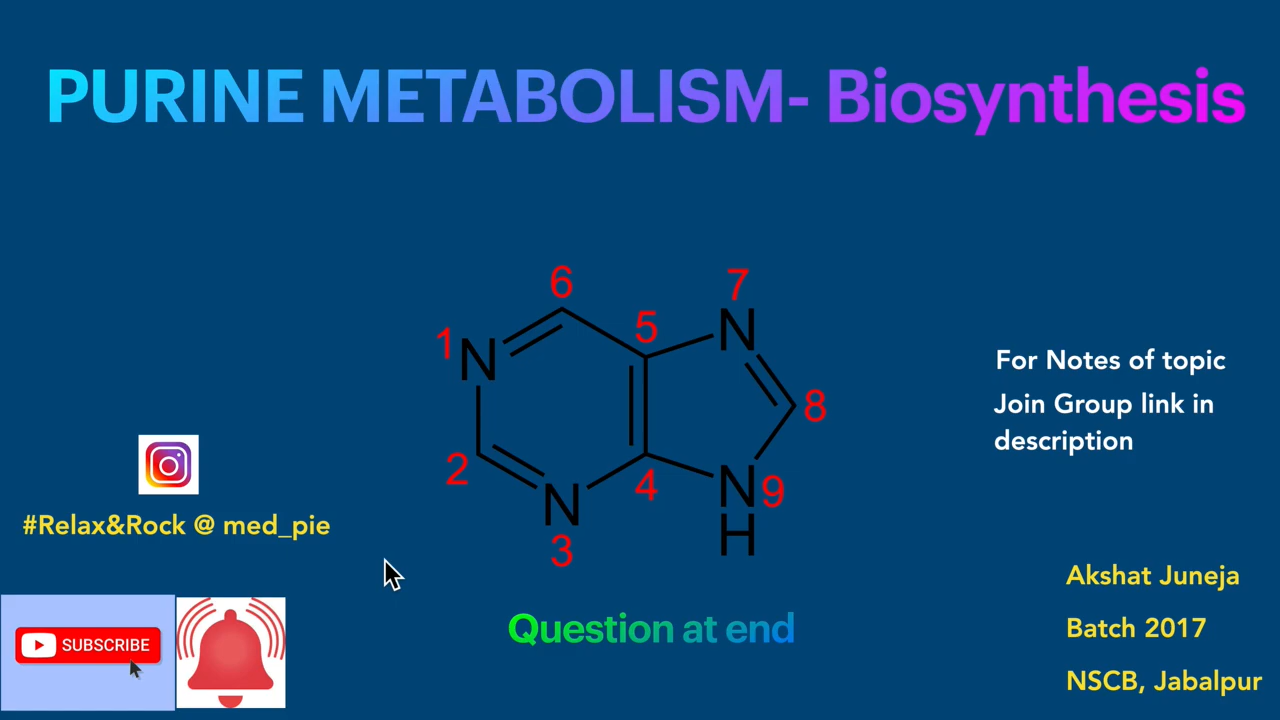 PURINE METABOLISM- Biosynthesis
6
7
5
1
N
N
8
2
4
N
9
N
H
3
For Notes of topic
Join Group link in
description
#Relax&Rock @ med_pie
SUBSCRIBE
Question at end
Akshat Juneja
Batch 2017
NSCB, Jabalpur